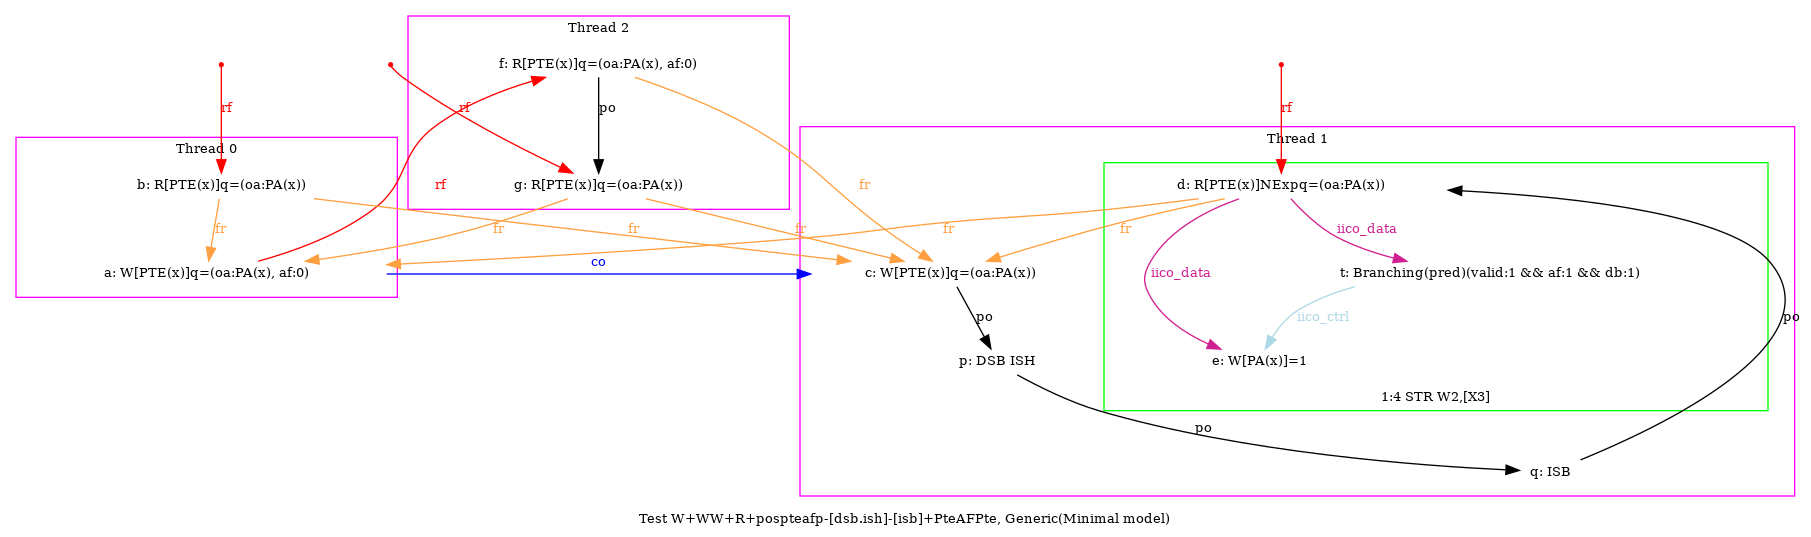 Thread 2
f: R[PTE(x)]q=(oa:PA(x), af:0)
rf
rf
po
rf
Thread 1
Thread 0
b: R[PTE(x)]q=(oa:PA(x))
rf
g: R[PTE(x)]q=(oa:PA(x))
fr
d: R[PTE(x)]NExpq=(oa:PA(x))
fr
fr
fr
fr
fr
fr
iico_data
a: W[PTE(x)]q=(oa:PA(x), af:0)
co
c: W[PTE(x)]q=(oa:PA(x))
iico_data
t: Branching(pred)(valid:1 && af:1 && db:1)
po
iico_ctrl
po
p: DSB ISH
e: W[PA(x)]=1
1:4 STR W2,[X3]
po
q: ISB
Test W+WW+R+pospteafp-[dsb.ish]-[isb]+PteAFPte, Generic(Minimal model)